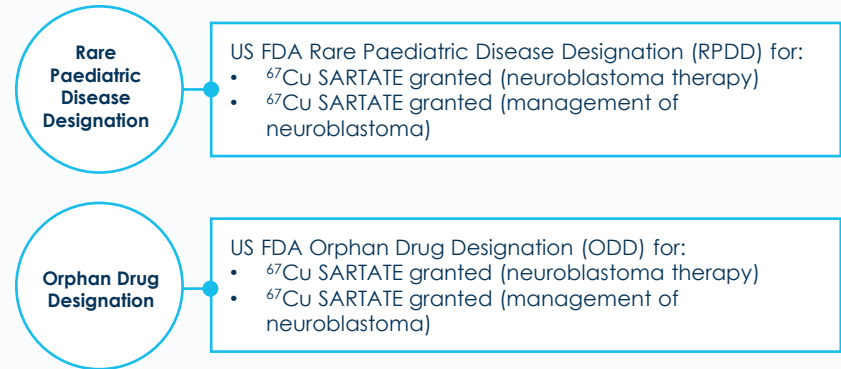 Rare
Paediatric
Disease
Designation
US FDA Rare Paediatric Disease Designation (RPDD) for:
• ⁶⁷Cu SARTATE granted (neuroblastoma therapy)
• ⁶⁷Cu SARTATE granted (management of
neuroblastoma)
Orphan Drug
Designation
US FDA Orphan Drug Designation (ODD) for:
• ⁶⁷Cu SARTATE granted (neuroblastoma therapy)
• ⁶⁷Cu SARTATE granted (management of
neuroblastoma)